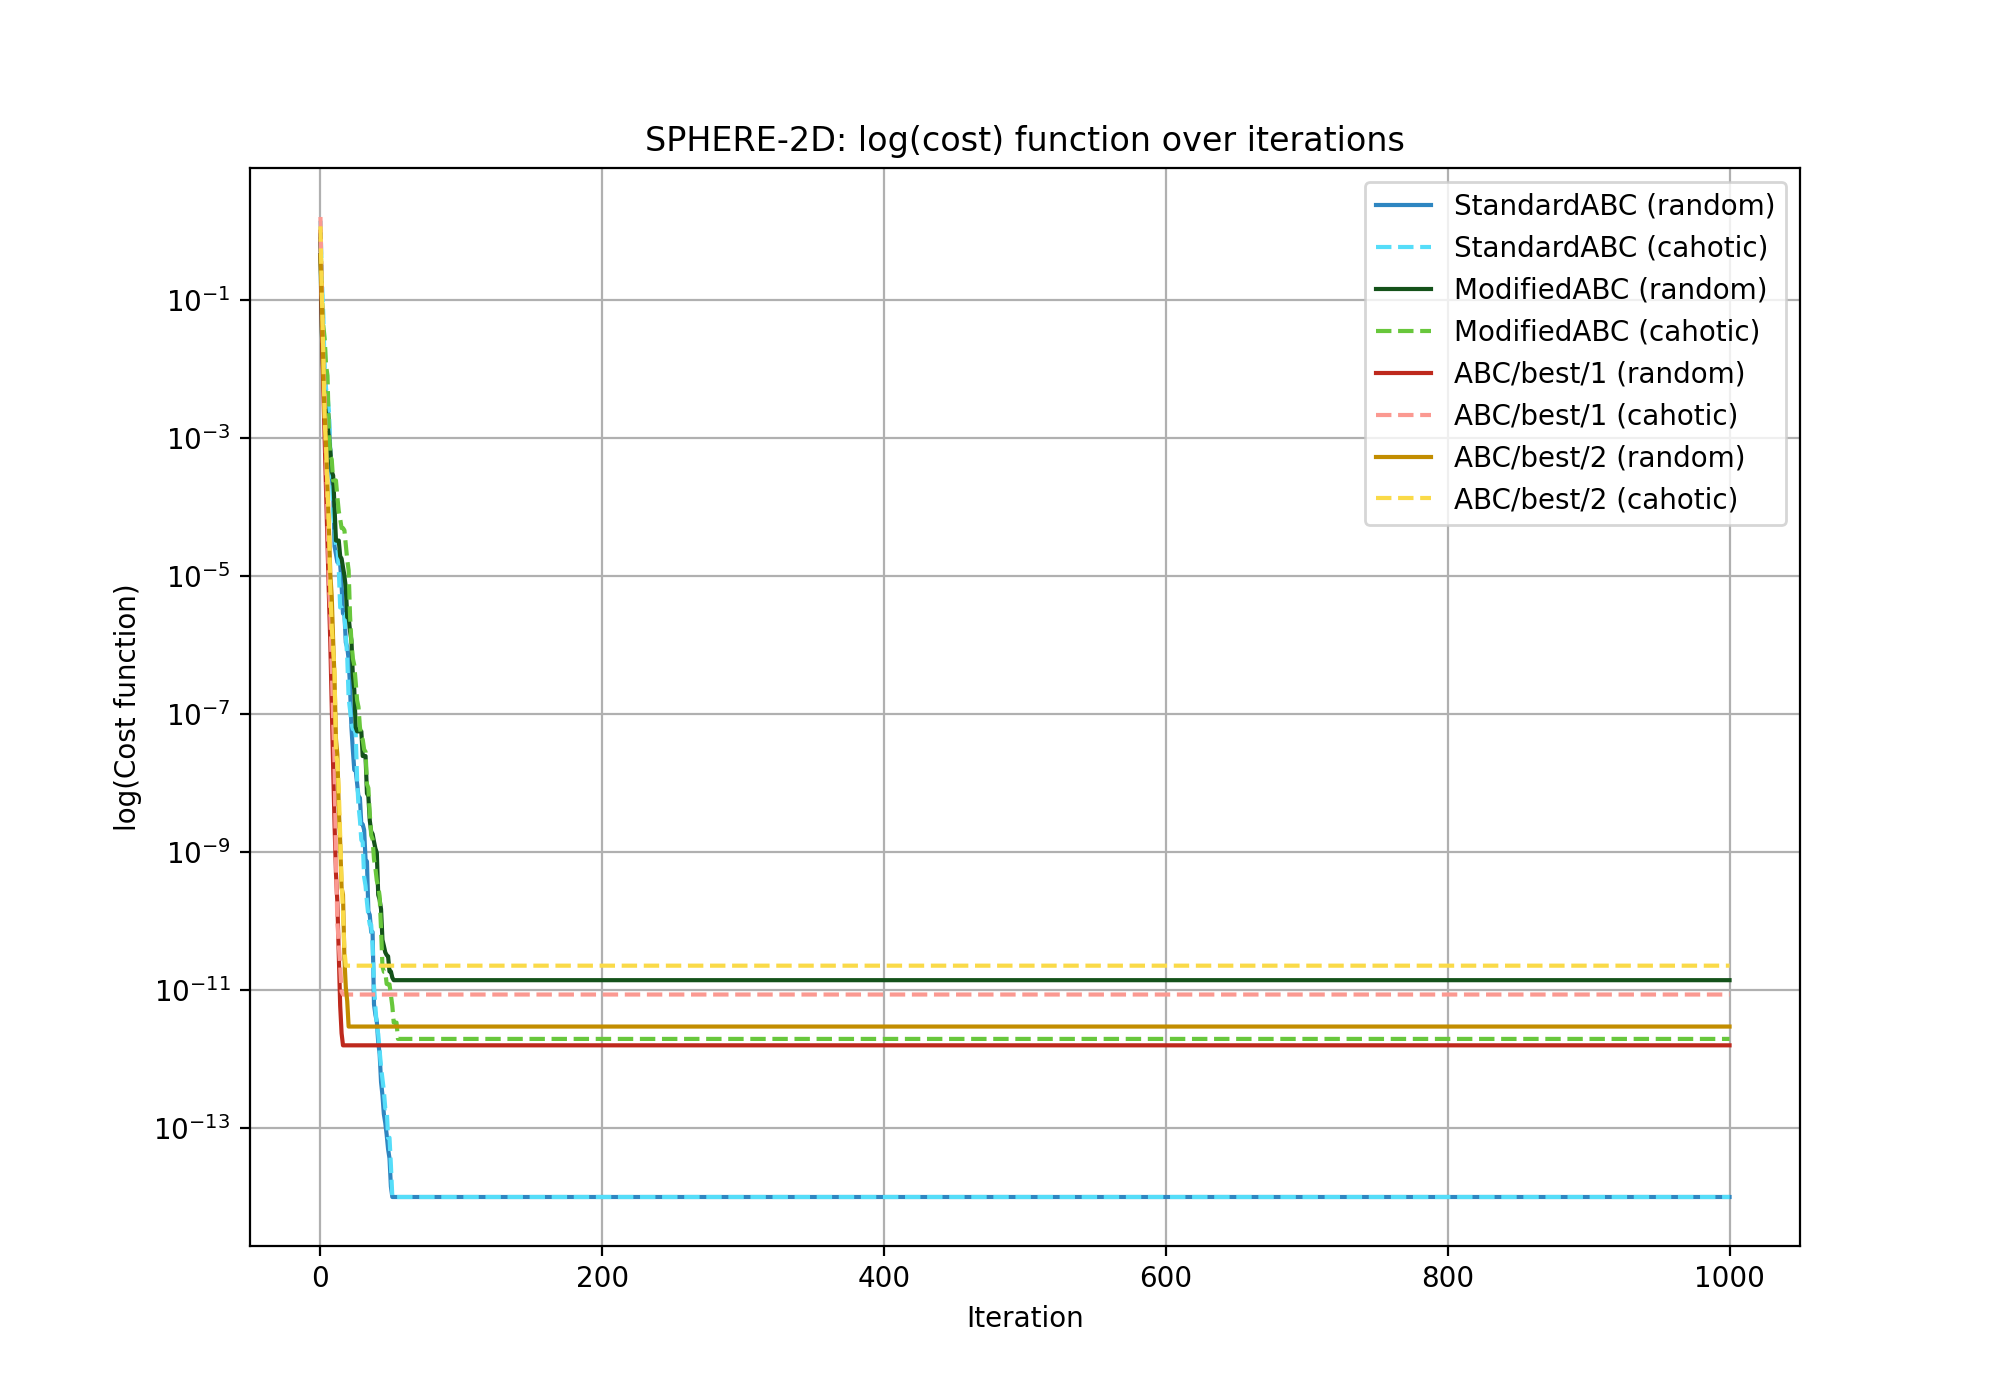 SPHERE-2D: log(cost) function over iterations
StandardABC (random)
StandardABC (cahotic)
ModifiedABC (random)
ModifiedABC (cahotic)
ABC/best/1 (random)
ABC/best/1 (cahotic)
ABC/best/2 (random)
ABC/best/2 (cahotic)
log(Cost function)
10⁻¹
10⁻³
10⁻⁵
10⁻⁷
10⁻⁹
10⁻¹¹
10⁻¹³
0 200 400 600 800 1000
Iteration